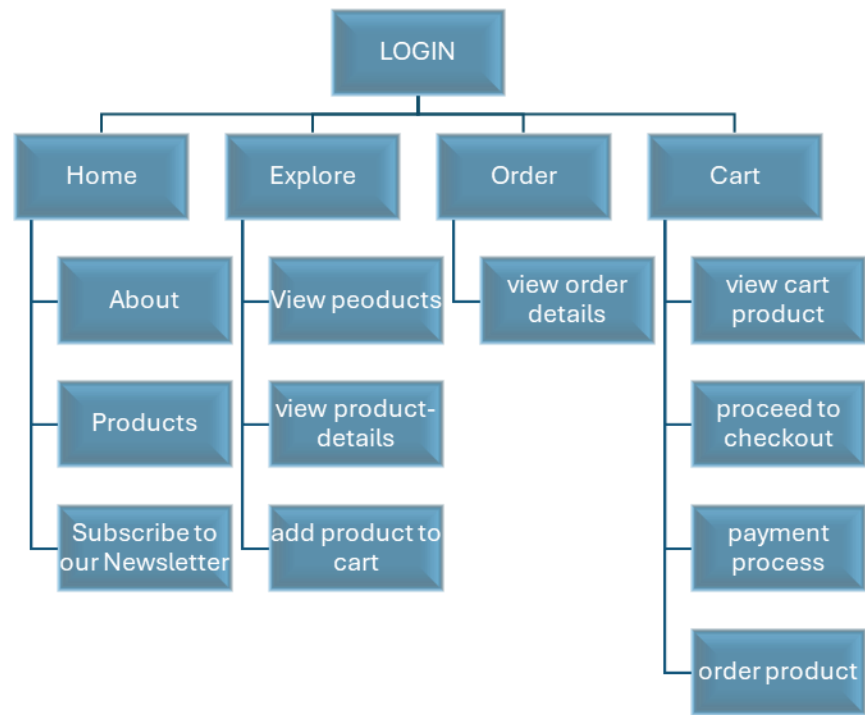 LOGIN
Home
Explore
Order
Cart
About
View peoducts
view order
details
view cart
product
Products
view product-
details
proceed to
checkout
Subscribe to
our Newsletter
add product to
cart
payment
process
order product